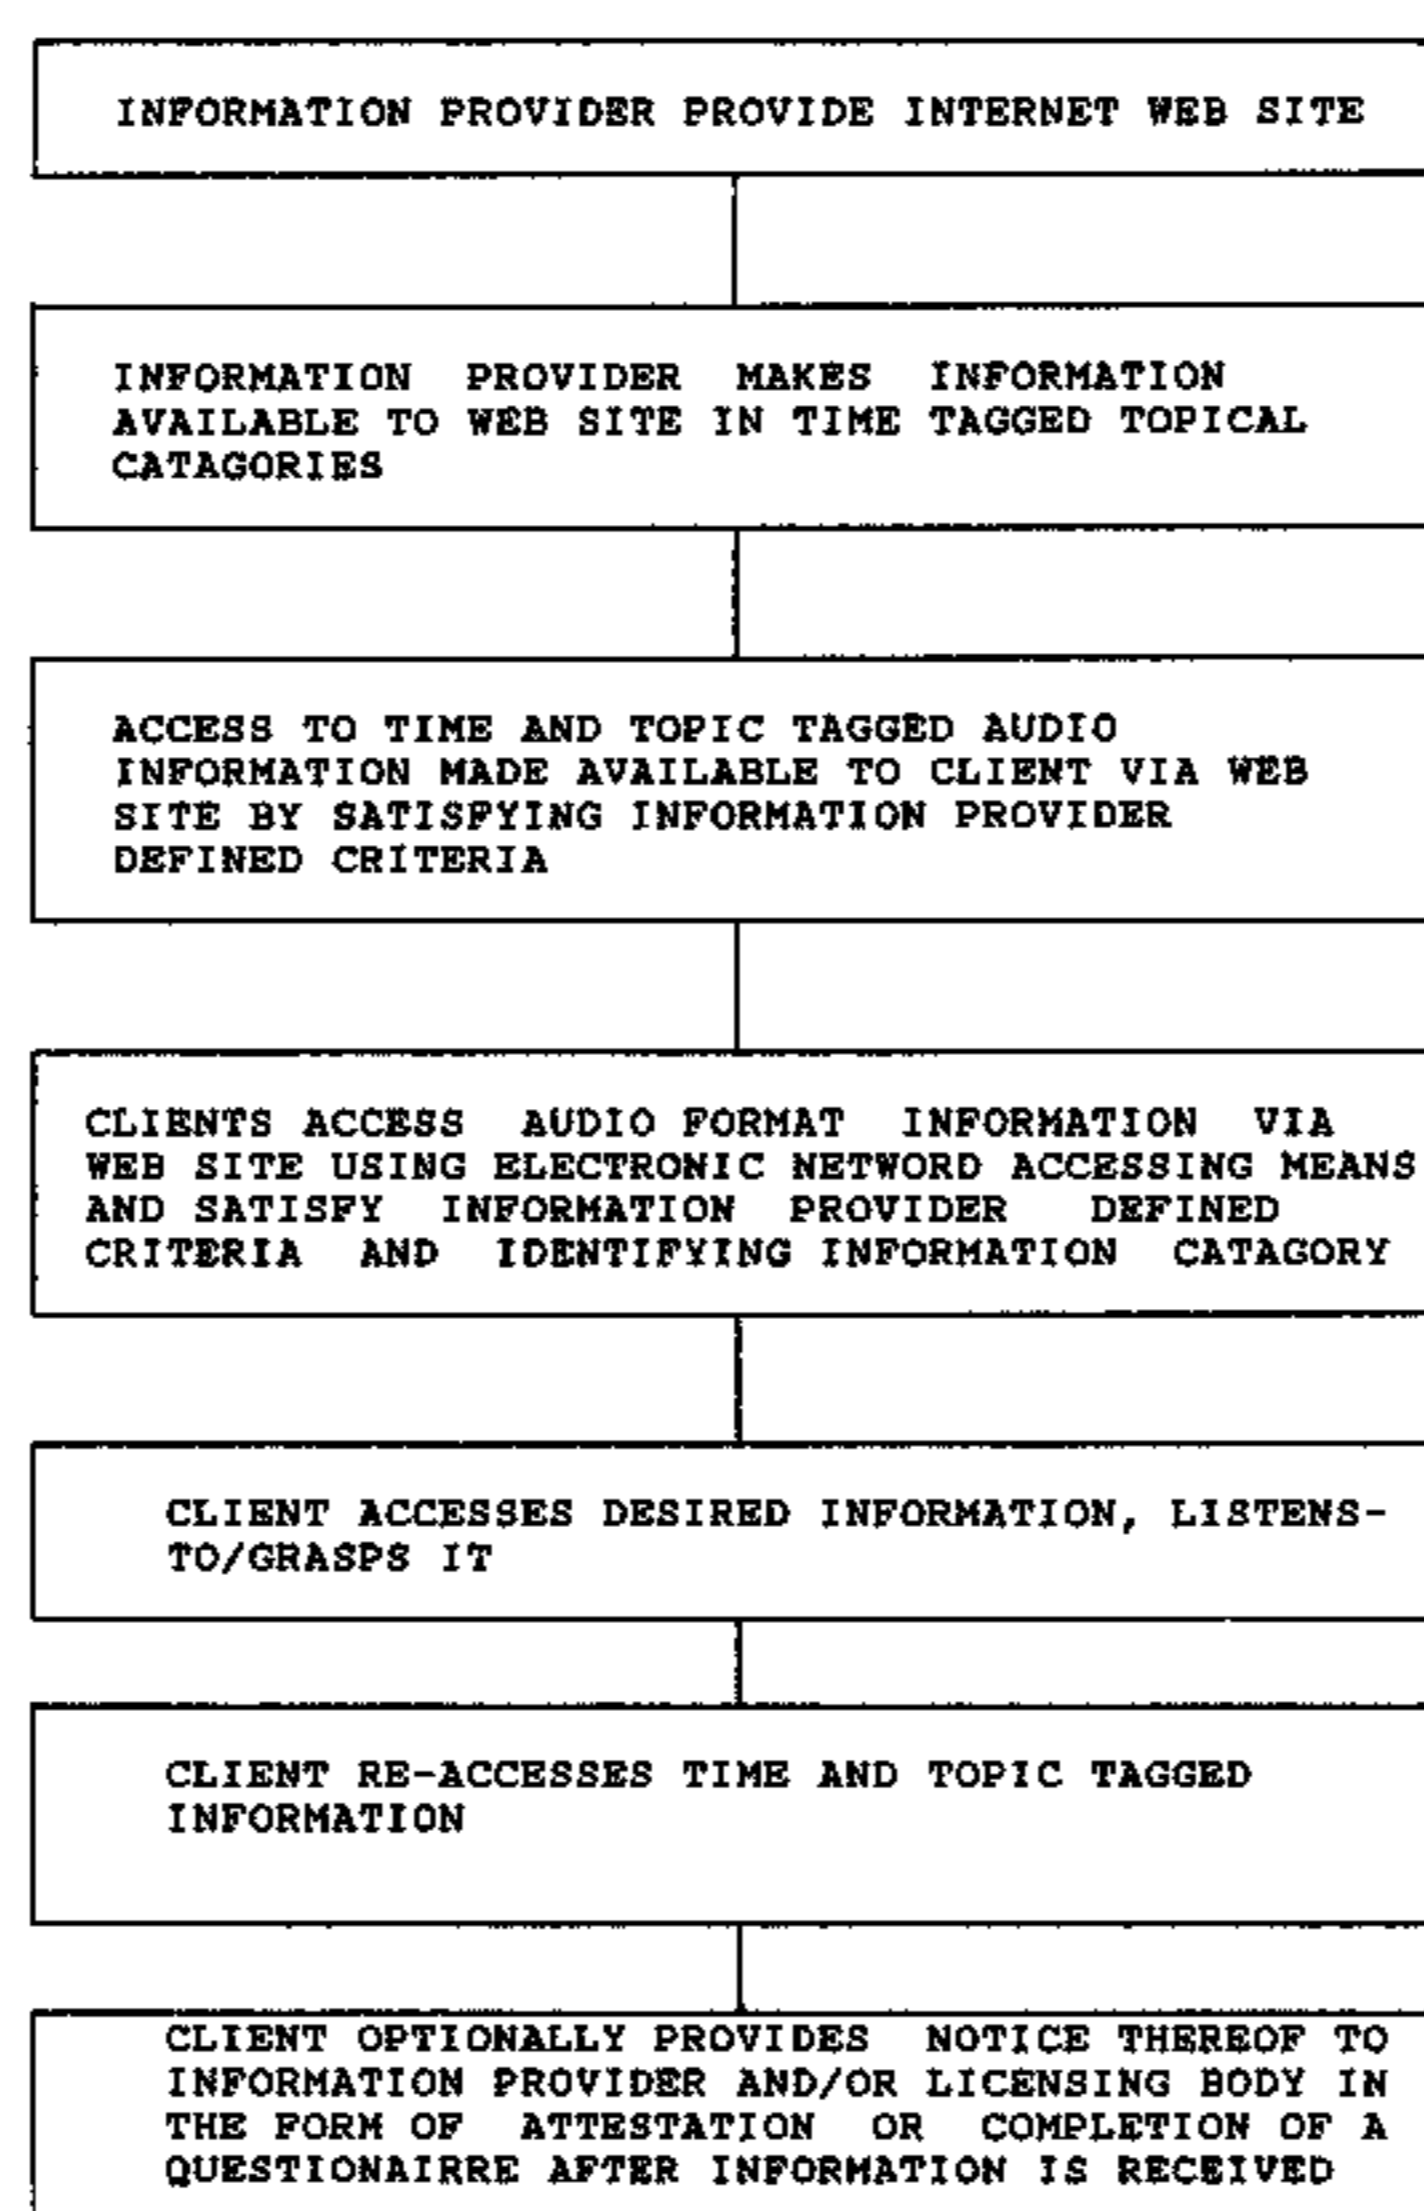 INFORMATION PROVIDER PROVIDE INTERNET WEB SITE
INFORMATION PROVIDER MAKES INFORMATION
AVAILABLE TO WEB SITE IN TIME TAGGED TOPICAL
CATAGORIES
ACCESS TO TIME AND TOPIC TAGGED AUDIO
INFORMATION MADE AVAILABLE TO CLIENT VIA WEB
SITE BY SATISFYING INFORMATION PROVIDER
DEFINED CRITERIA
CLIENTS ACCESS AUDIO FORMAT INFORMATION VIA
WEB SITE USING ELECTRONIC NETWORD ACCESSING MEANS
AND SATISFY INFORMATION PROVIDER DEFINED
CRITERIA AND IDENTIFYING INFORMATION CATAGORY
CLIENT ACCESSES DESIRED INFORMATION, LISTENS-
TO/GRASPS IT
CLIENT RE-ACCESSES TIME AND TOPIC TAGGED
INFORMATION
CLIENT OPTIONALLY PROVIDES NOTICE THEREOF TO
INFORMATION PROVIDER AND/OR LICENSING BODY IN
THE FORM OF ATTESTATION OR COMPLETION OF A
QUESTIONAIRRE AFTER INFORMATION IS RECEIVED